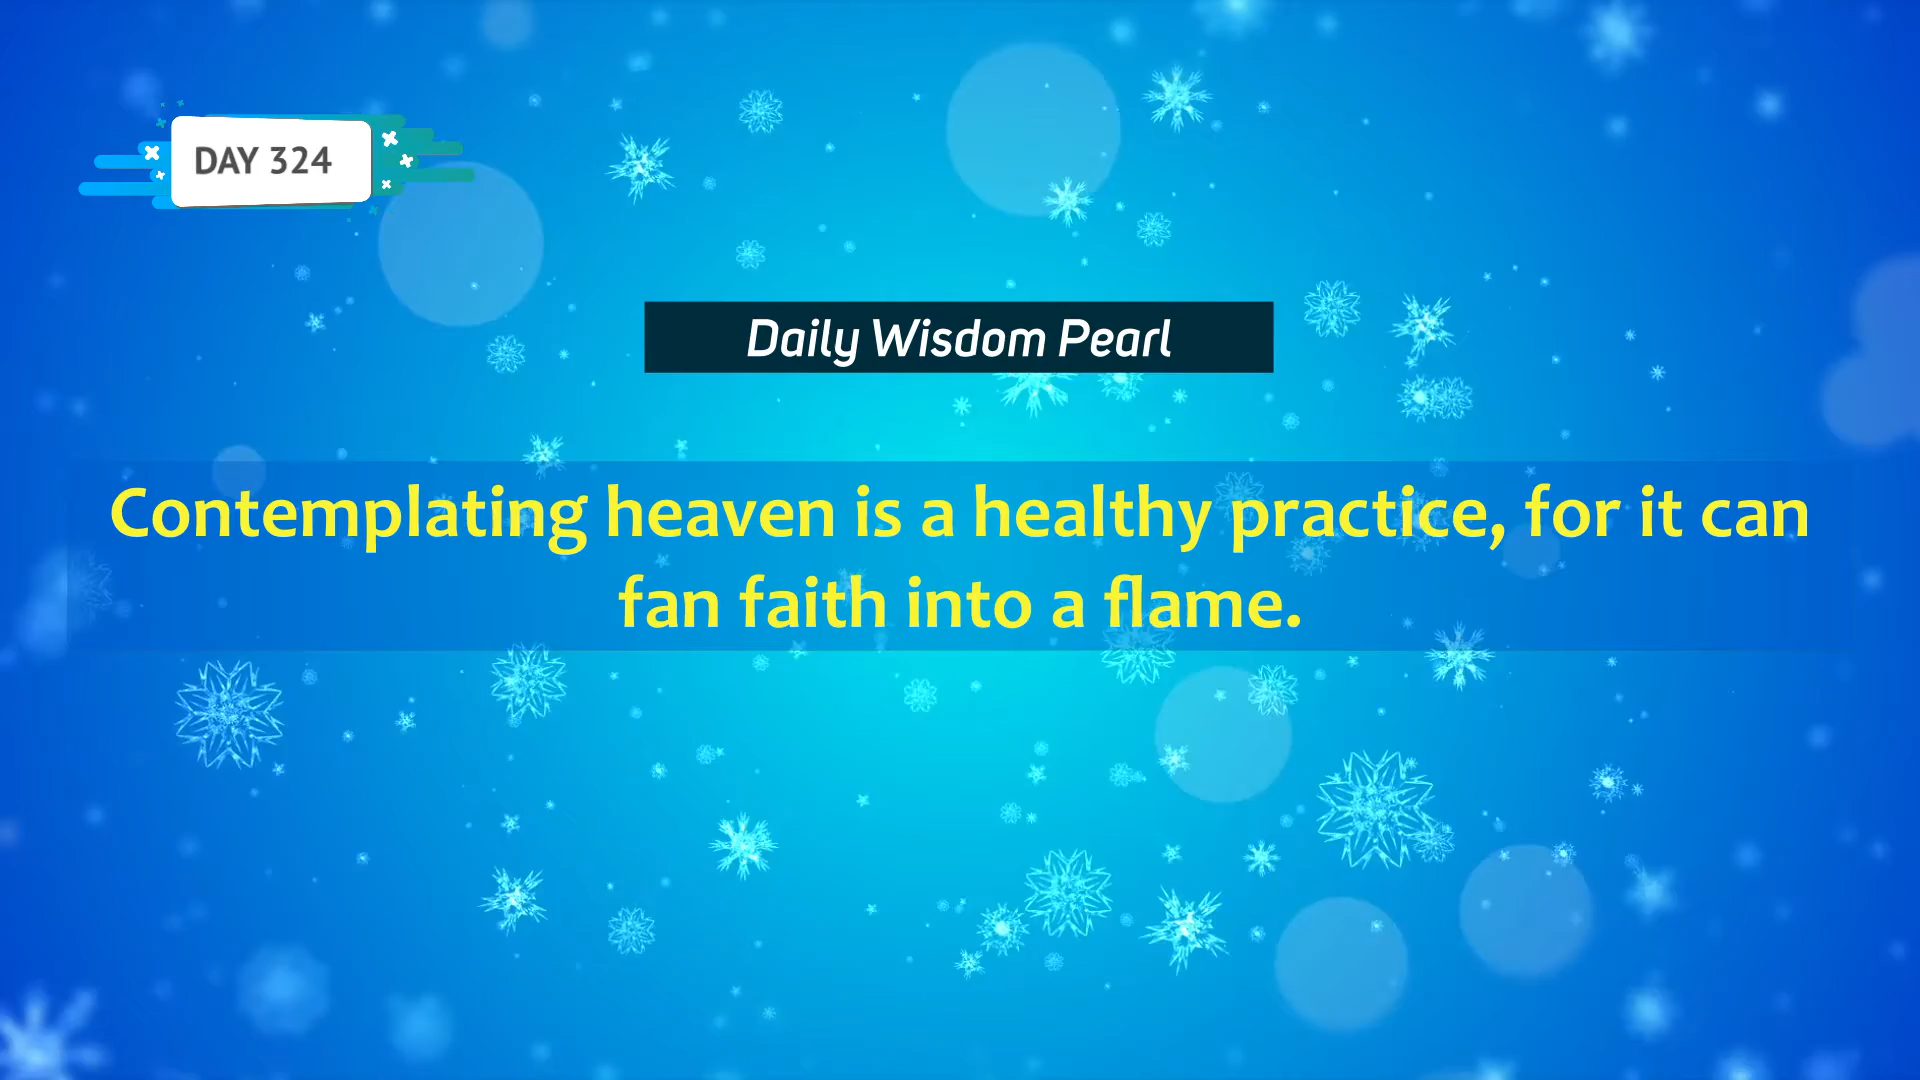 DAY 324
Daily Wisdom Pearl
Contemplating heaven is a healthy practice, for it can
fan faith into a flame.